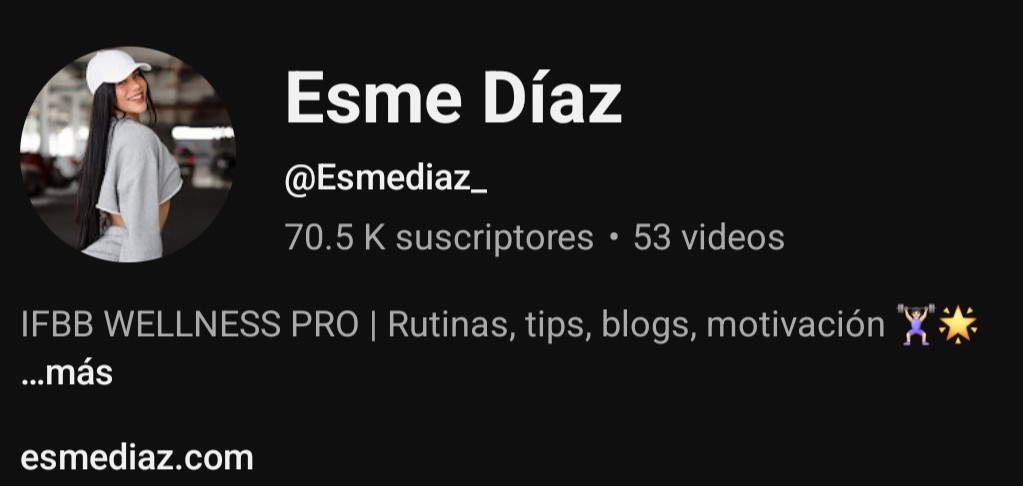 Esme Díaz
@Esmediaz_
70.5 K suscriptores • 53 videos
IFBB WELLNESS PRO | Rutinas, tips, blogs, motivación 🏋🏻‍♀️🌟
...más
esmediaz.com